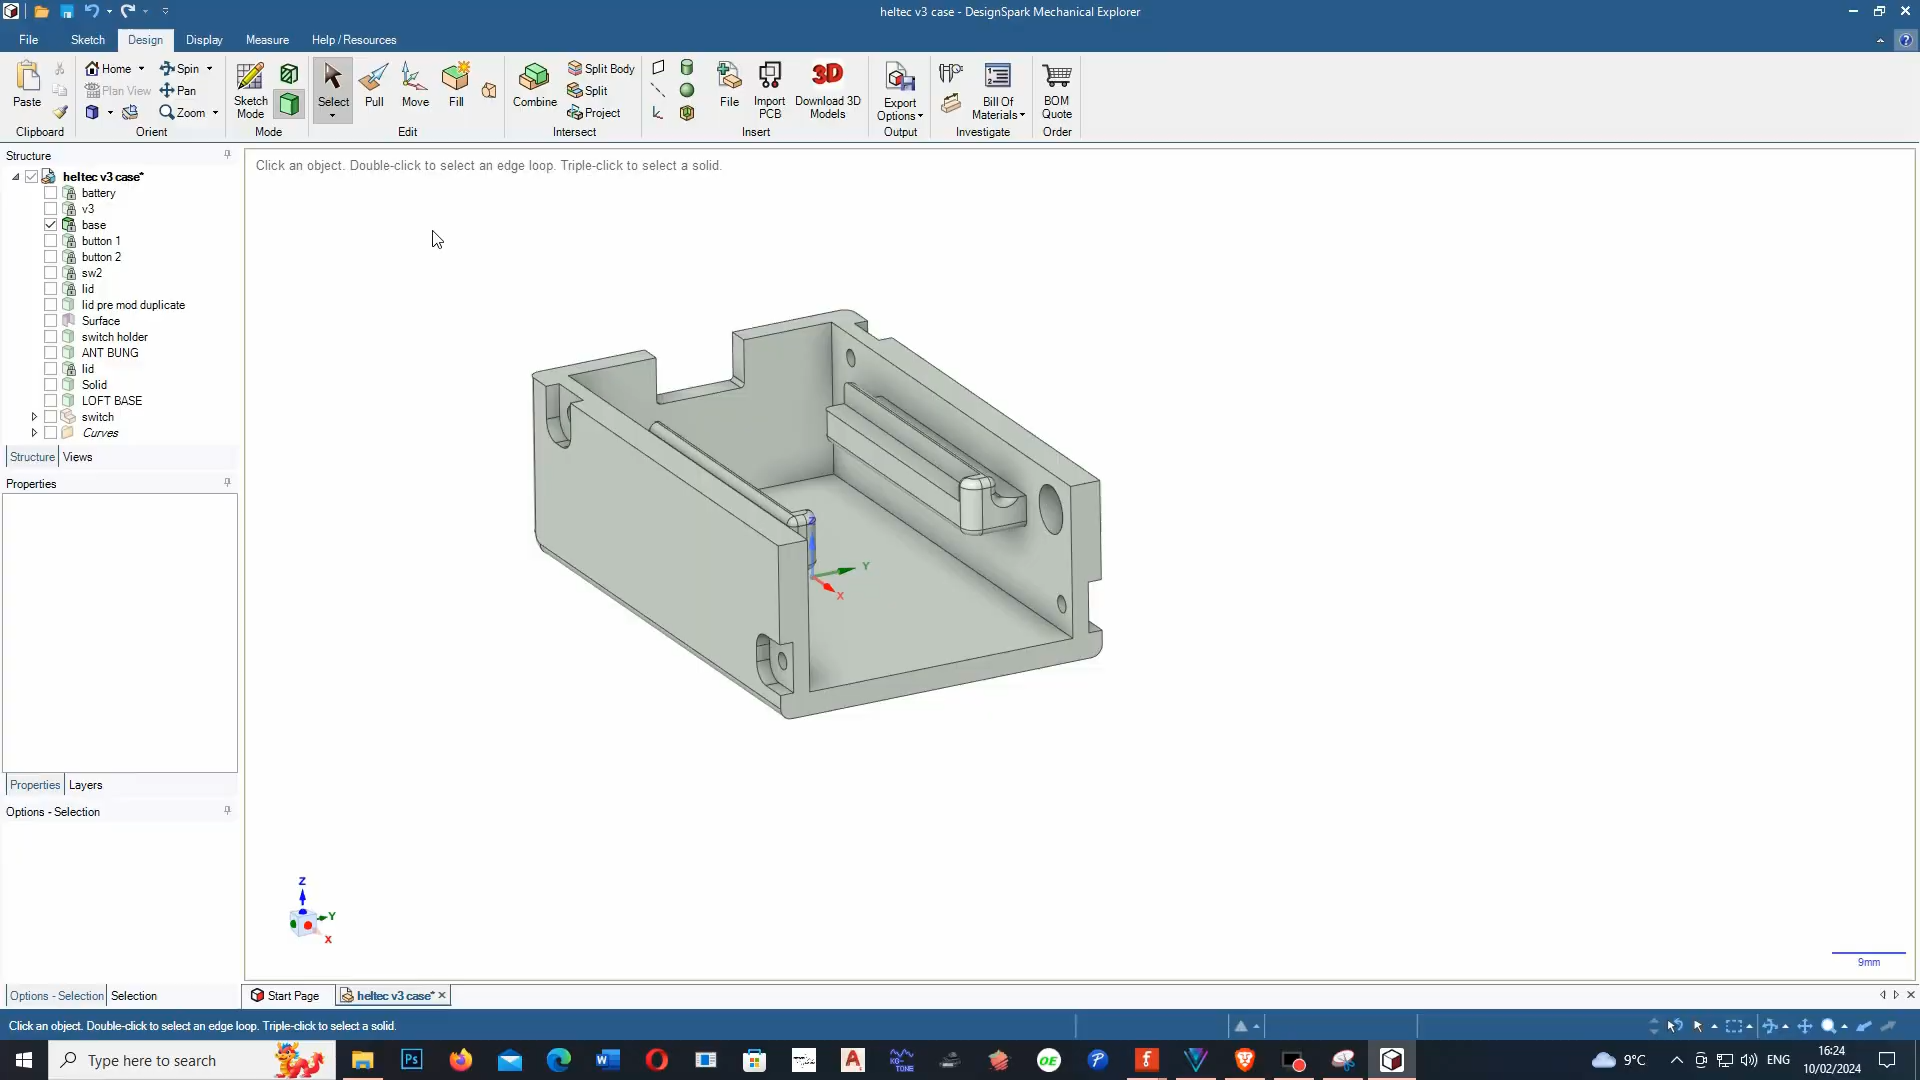 heltec v3 case - DesignSpark Mechanical Explorer
File Sketch Design Display Measure Help / Resources
Paste
Clipboard
Home Spin
Plan View Pan
Zoom
Orient
Sketch Mode
Mode
Select Pull Move Fill
Edit
Combine
Split Body
Split
Project
Intersect
File
Import PCB
3D
Download 3D Models
Insert
Export Options
Output
Bill Of Materials
Investigate
BOM Quote
Order
Structure
heltec v3 case*
battery
v3
base
button 1
button 2
sw2
lid
lid pre mod duplicate
Surface
switch holder
ANT BUNG
lid
Solid
LOFT BASE
switch
Curves
Structure Views
Properties
Properties Layers
Options - Selection
Options - Selection Selection
Click an object. Double-click to select an edge loop. Triple-click to select a solid.
Z
Y
X
Z
Y
X
9mm
Start Page heltec v3 case*
Click an object. Double-click to select an edge loop. Triple-click to select a solid.
Type here to search
Ps
W
A
KG-TONE
OE
P
f
9°C
ENG
16:24
10/02/2024